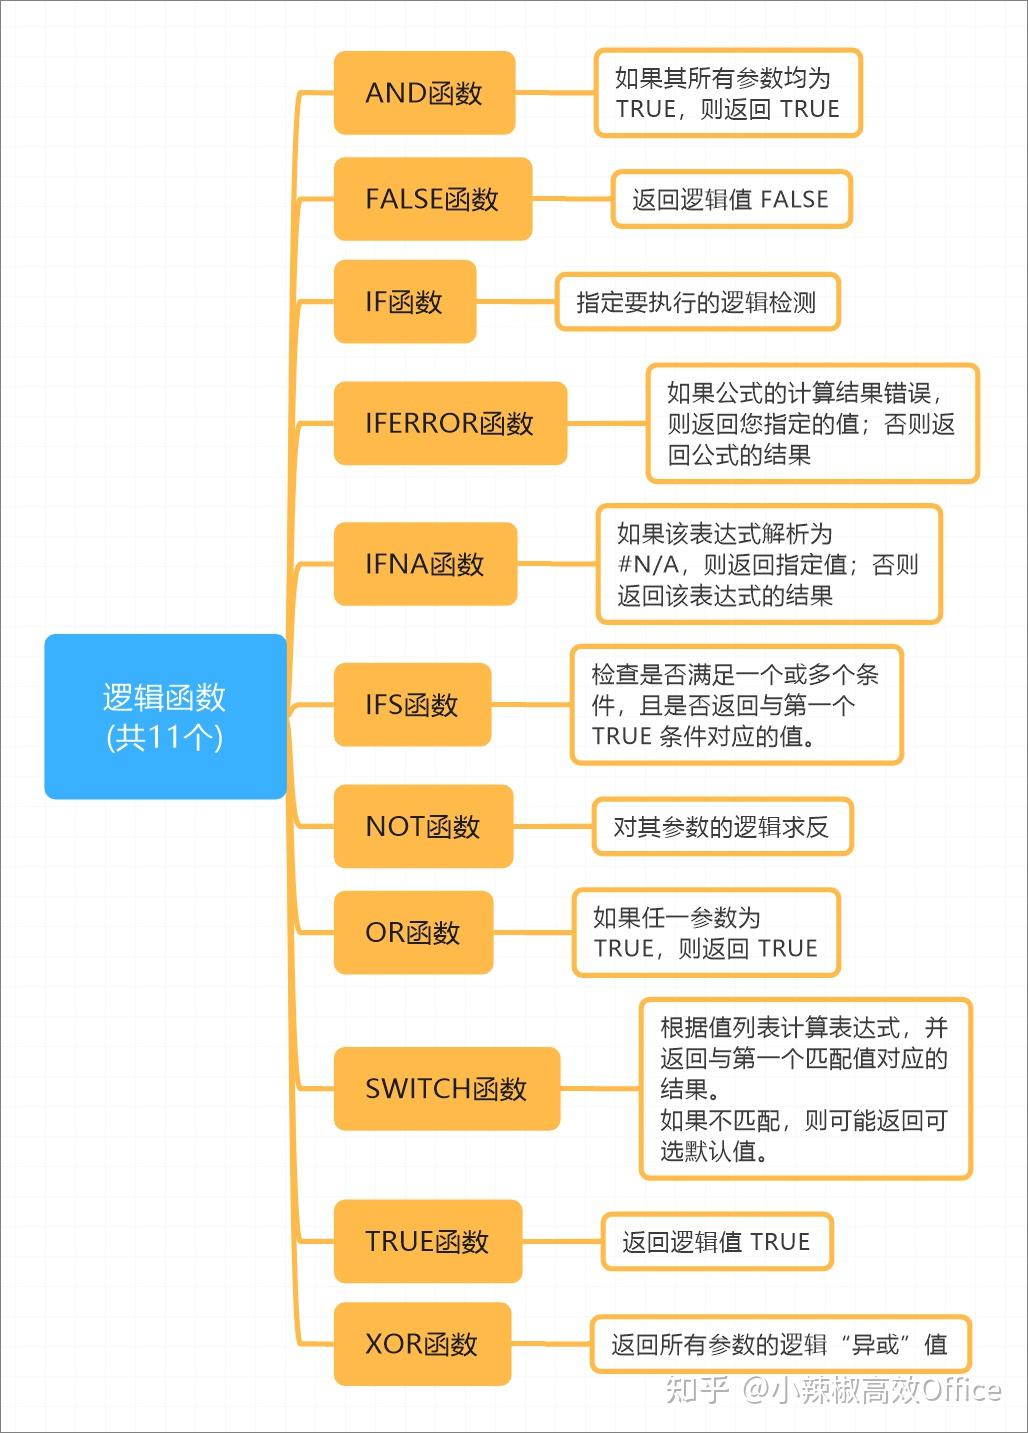 AND函数
如果其所有参数均为
TRUE，则返回 TRUE
FALSE函数
返回逻辑值 FALSE
IF函数
指定要执行的逻辑检测
IFERROR函数
如果公式的计算结果错误，
则返回您指定的值；否则返
回公式的结果
IFNA函数
如果该表达式解析为
#N/A，则返回指定值；否则
返回该表达式的结果
逻辑函数
(共11个)
IFS函数
检查是否满足一个或多个条
件，且是否返回与第一个
TRUE 条件对应的值。
NOT函数
对其参数的逻辑求反
OR函数
如果任一参数为
TRUE，则返回 TRUE
SWITCH函数
根据值列表计算表达式，并
返回与第一个匹配值对应的
结果。
如果不匹配，则可能返回可
选默认值。
TRUE函数
返回逻辑值 TRUE
XOR函数
返回所有参数的逻辑“异或”值
知乎 @小辣椒高效Office